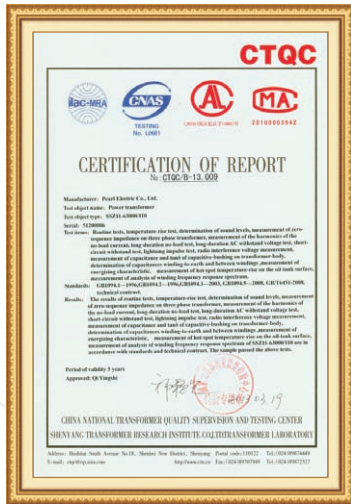 CTQC
ilac-MRA
CNAS
TESTING
No. L0651
CAL
MA
2010000394Z
CERTIFICATION OF REPORT
No:CTQC/B-13.009
Manufacturer: Pearl Electric Co., Ltd.
Test object name: Power transformer
Test object type: SSZ11-63000/110
Serial: S1200006
Test items: Routine tests, temperature-rise test, determination of sound levels, measurement of zero-
sequence impedance on three phase transformer, measurement of the harmonics of the
no-load current, long duration no-load test, long-duration AC withstand voltage test, short-
circuit withstand test, lightning impulse test, radio interference voltage measurement,
measurement of capacitance and tanδ of capacitive-bushing on transformer-body,
determination of capacitances winding-to-earth and between windings ,measurement of
energizing characteristic, measurement of hot-spot temperature-rise on the oil-tank surface,
measurement of analysis of winding frequency response spectrum.
Standards: GB1094.1—1996,GB1094.2—1996,GB1094.3—2003, GB1094.5—2008, GB/T6451-2008,
technical contract.
Results: The results of routine tests, temperature-rise test, determination of sound levels, measurement
of zero-sequence impedance on three phase transformer, measurement of the harmonics of
the no-load current, long duration no-load test, long-duration AC withstand voltage test,
short-circuit withstand test, lightning impulse test, radio interference voltage measurement,
measurement of capacitance and tanδ of capacitive-bushing on transformer-body,
determination of capacitances winding-to-earth and between windings ,measurement of
energizing characteristic, measurement of hot-spot temperature-rise on the oil-tank surface,
measurement of analysis of winding frequency response spectrum of SSZ11-63000/110 are in
accordance with standards and technical contract. The sample passed the above tests.
Period of validity 5 years
Approved: Qi Yingshi
2013.03.19
CHINA NATIONAL TRANSFORMER QUALITY SUPERVISION AND TESTING CENTER
SHENYANG TRANSFORMER RESEARCH INSTITUTE CO.,LTD TRANSFORMER LABORATORY
Postal code:110122
E-mail: